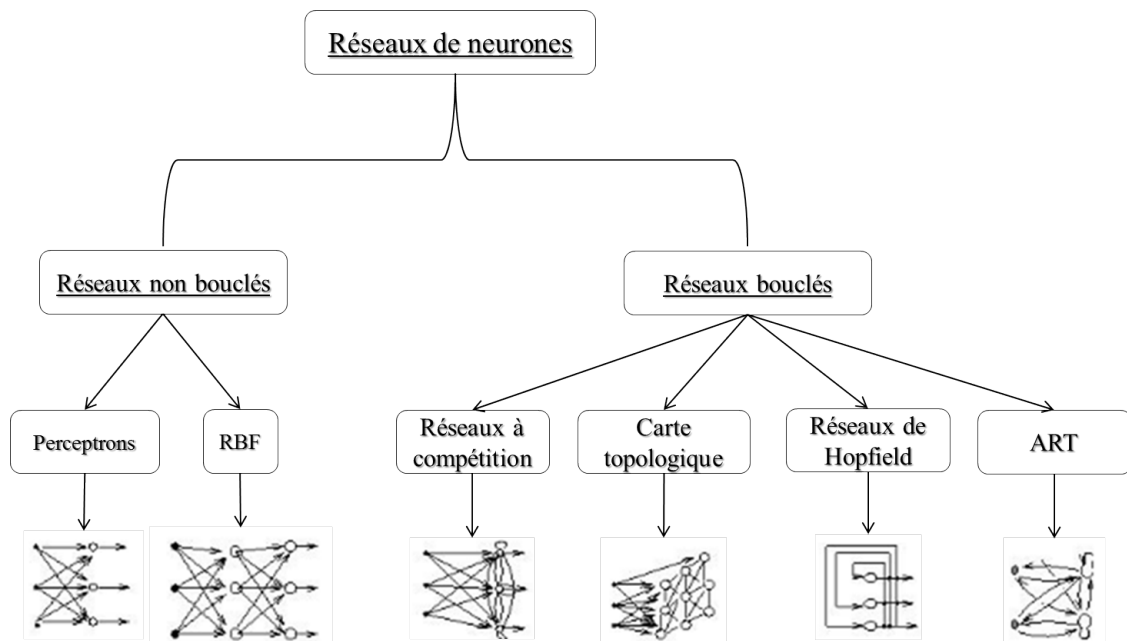 Réseaux de neurones
Réseaux non bouclés
Réseaux bouclés
Perceptrons
RBF
Réseaux à
compétition
Carte
topologique
Réseaux de
Hopfield
ART